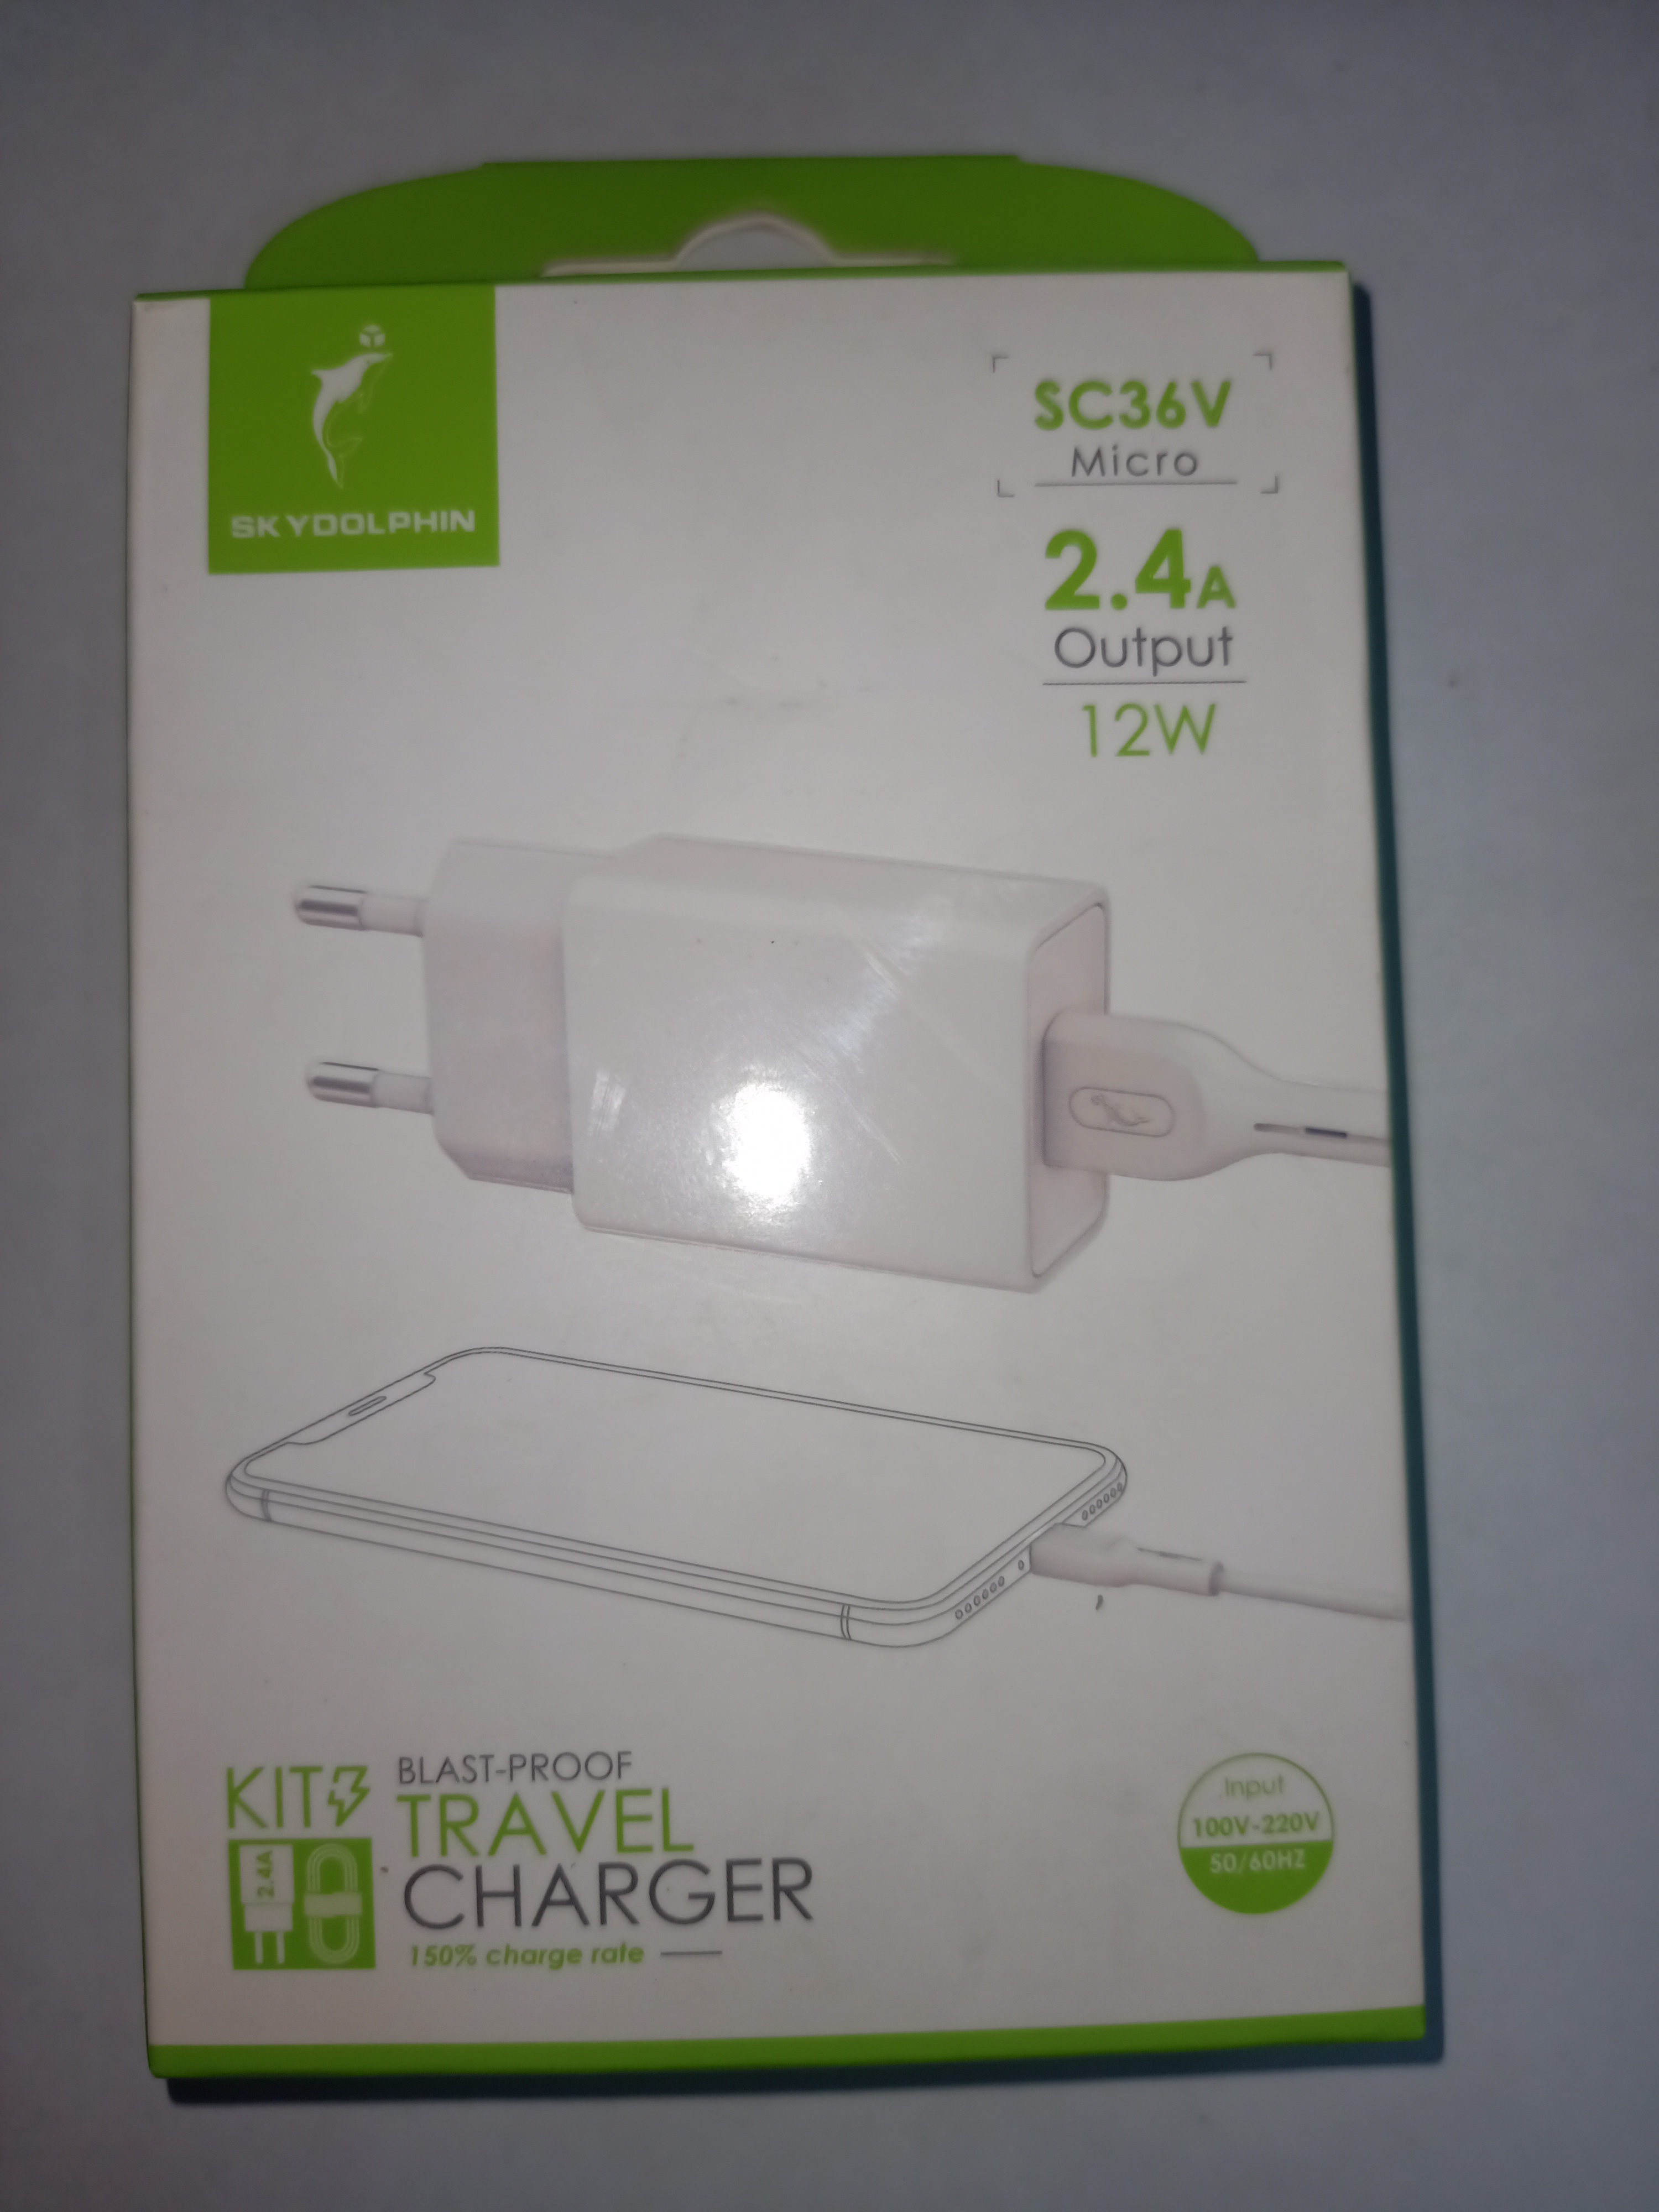 SKYDOLPHIN
SC36V
Micro
2.4A
Output
12W
KIT
2.4A
BLAST-PROOF
TRAVEL
CHARGER
150% charge rate
Input
100V-220V
50/60HZ